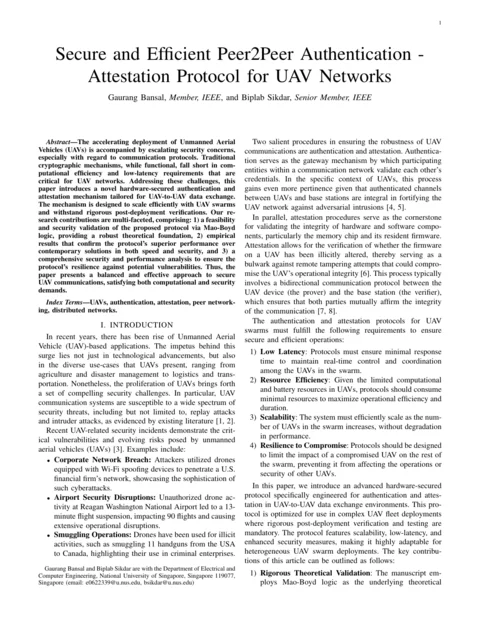 1
Secure and Efficient Peer2Peer Authentication -
Attestation Protocol for UAV Networks
Gaurang Bansal, Member, IEEE, and Biplab Sikdar, Senior Member, IEEE
Abstract—The accelerating deployment of Unmanned Aerial
Vehicles (UAVs) is accompanied by escalating security concerns,
especially with regard to communication protocols. Traditional
cryptographic mechanisms, while functional, fall short in com-
putational efficiency and low-latency requirements that are
critical for UAV networks. Addressing these challenges, this
paper introduces a novel hardware-secured authentication and
attestation mechanism tailored for UAV-to-UAV data exchange.
The mechanism is designed to scale efficiently with UAV swarms
and withstand rigorous post-deployment verifications. Our re-
search contributions are multi-faceted, comprising: 1) a feasibility
and security validation of the proposed protocol via Mao-Boyd
logic, providing a robust theoretical foundation, 2) empirical
results that confirm the protocol's superior performance over
contemporary solutions in both speed and security, and 3) a
comprehensive security and performance analysis to ensure the
protocol's resilience against potential vulnerabilities. Thus, the
paper presents a balanced and effective approach to secure
UAV communications, satisfying both computational and security
demands.
Index Terms—UAVs, authentication, attestation, peer network-
ing, distributed networks.
I. INTRODUCTION
In recent years, there has been rise of Unmanned Aerial
Vehicle (UAV)-based applications. The impetus behind this
surge lies not just in technological advancements, but also
in the diverse use-cases that UAVs present, ranging from
agriculture and disaster management to logistics and trans-
portation. Nonetheless, the proliferation of UAVs brings forth
a set of compelling security challenges. In particular, UAV
communication systems are susceptible to a wide spectrum of
security threats, including but not limited to, replay attacks
and intruder attacks, as evidenced by existing literature [1, 2].
Recent UAV-related security incidents demonstrate the crit-
ical vulnerabilities and evolving risks posed by unmanned
aerial vehicles (UAVs) [3]. Examples include:
• Corporate Network Breach: Attackers utilized drones
equipped with Wi-Fi spoofing devices to penetrate a U.S.
financial firm's network, showcasing the sophistication of
such cyberattacks.
• Airport Security Disruptions: Unauthorized drone ac-
tivity at Reagan Washington National Airport led to a 13-
minute flight suspension, impacting 90 flights and causing
extensive operational disruptions.
• Smuggling Operations: Drones have been used for illicit
activities, such as smuggling 11 handguns from the USA
to Canada, highlighting their use in criminal enterprises.
Gaurang Bansal and Biplab Sikdar are with the Department of Electrical and
Computer Engineering, National University of Singapore, Singapore 119077,
Singapore (email: e0622339@u.nus.edu, bsikdar@u.nus.edu)
Two salient procedures in ensuring the robustness of UAV
communications are authentication and attestation. Authentica-
tion serves as the gateway mechanism by which participating
entities within a communication network validate each other's
credentials. In the specific context of UAVs, this process
gains even more pertinence given that authenticated channels
between UAVs and base stations are integral in fortifying the
UAV network against adversarial intrusions [4, 5].
In parallel, attestation procedures serve as the cornerstone
for validating the integrity of hardware and software compo-
nents, particularly the memory chip and its resident firmware.
Attestation allows for the verification of whether the firmware
on a UAV has been illicitly altered, thereby serving as a
bulwark against remote tampering attempts that could compro-
mise the UAV's operational integrity [6]. This process typically
involves a bidirectional communication protocol between the
UAV device (the prover) and the base station (the verifier),
which ensures that both parties mutually affirm the integrity
of the communication [7, 8].
The authentication and attestation protocols for UAV
swarms must fulfill the following requirements to ensure
secure and efficient operations:
1) Low Latency: Protocols must ensure minimal response
time to maintain real-time control and coordination
among the UAVs in the swarm.
2) Resource Efficiency: Given the limited computational
and battery resources in UAVs, protocols should consume
minimal resources to maximize operational efficiency and
duration.
3) Scalability: The system must efficiently scale as the num-
ber of UAVs in the swarm increases, without degradation
in performance.
4) Resilience to Compromise: Protocols should be designed
to limit the impact of a compromised UAV on the rest of
the swarm, preventing it from affecting the operations or
security of other UAVs.
In this paper, we introduce an advanced hardware-secured
protocol specifically engineered for authentication and attes-
tation in UAV-to-UAV data exchange environments. This pro-
tocol is optimized for use in complex UAV fleet deployments
where rigorous post-deployment verification and testing are
mandatory. The protocol features scalability, low-latency, and
enhanced security measures, making it highly adaptable for
heterogeneous UAV swarm deployments. The key contribu-
tions of this article can be outlined as follows:
1) Rigorous Theoretical Validation: The manuscript em-
ploys Mao-Boyd logic as the underlying theoretical